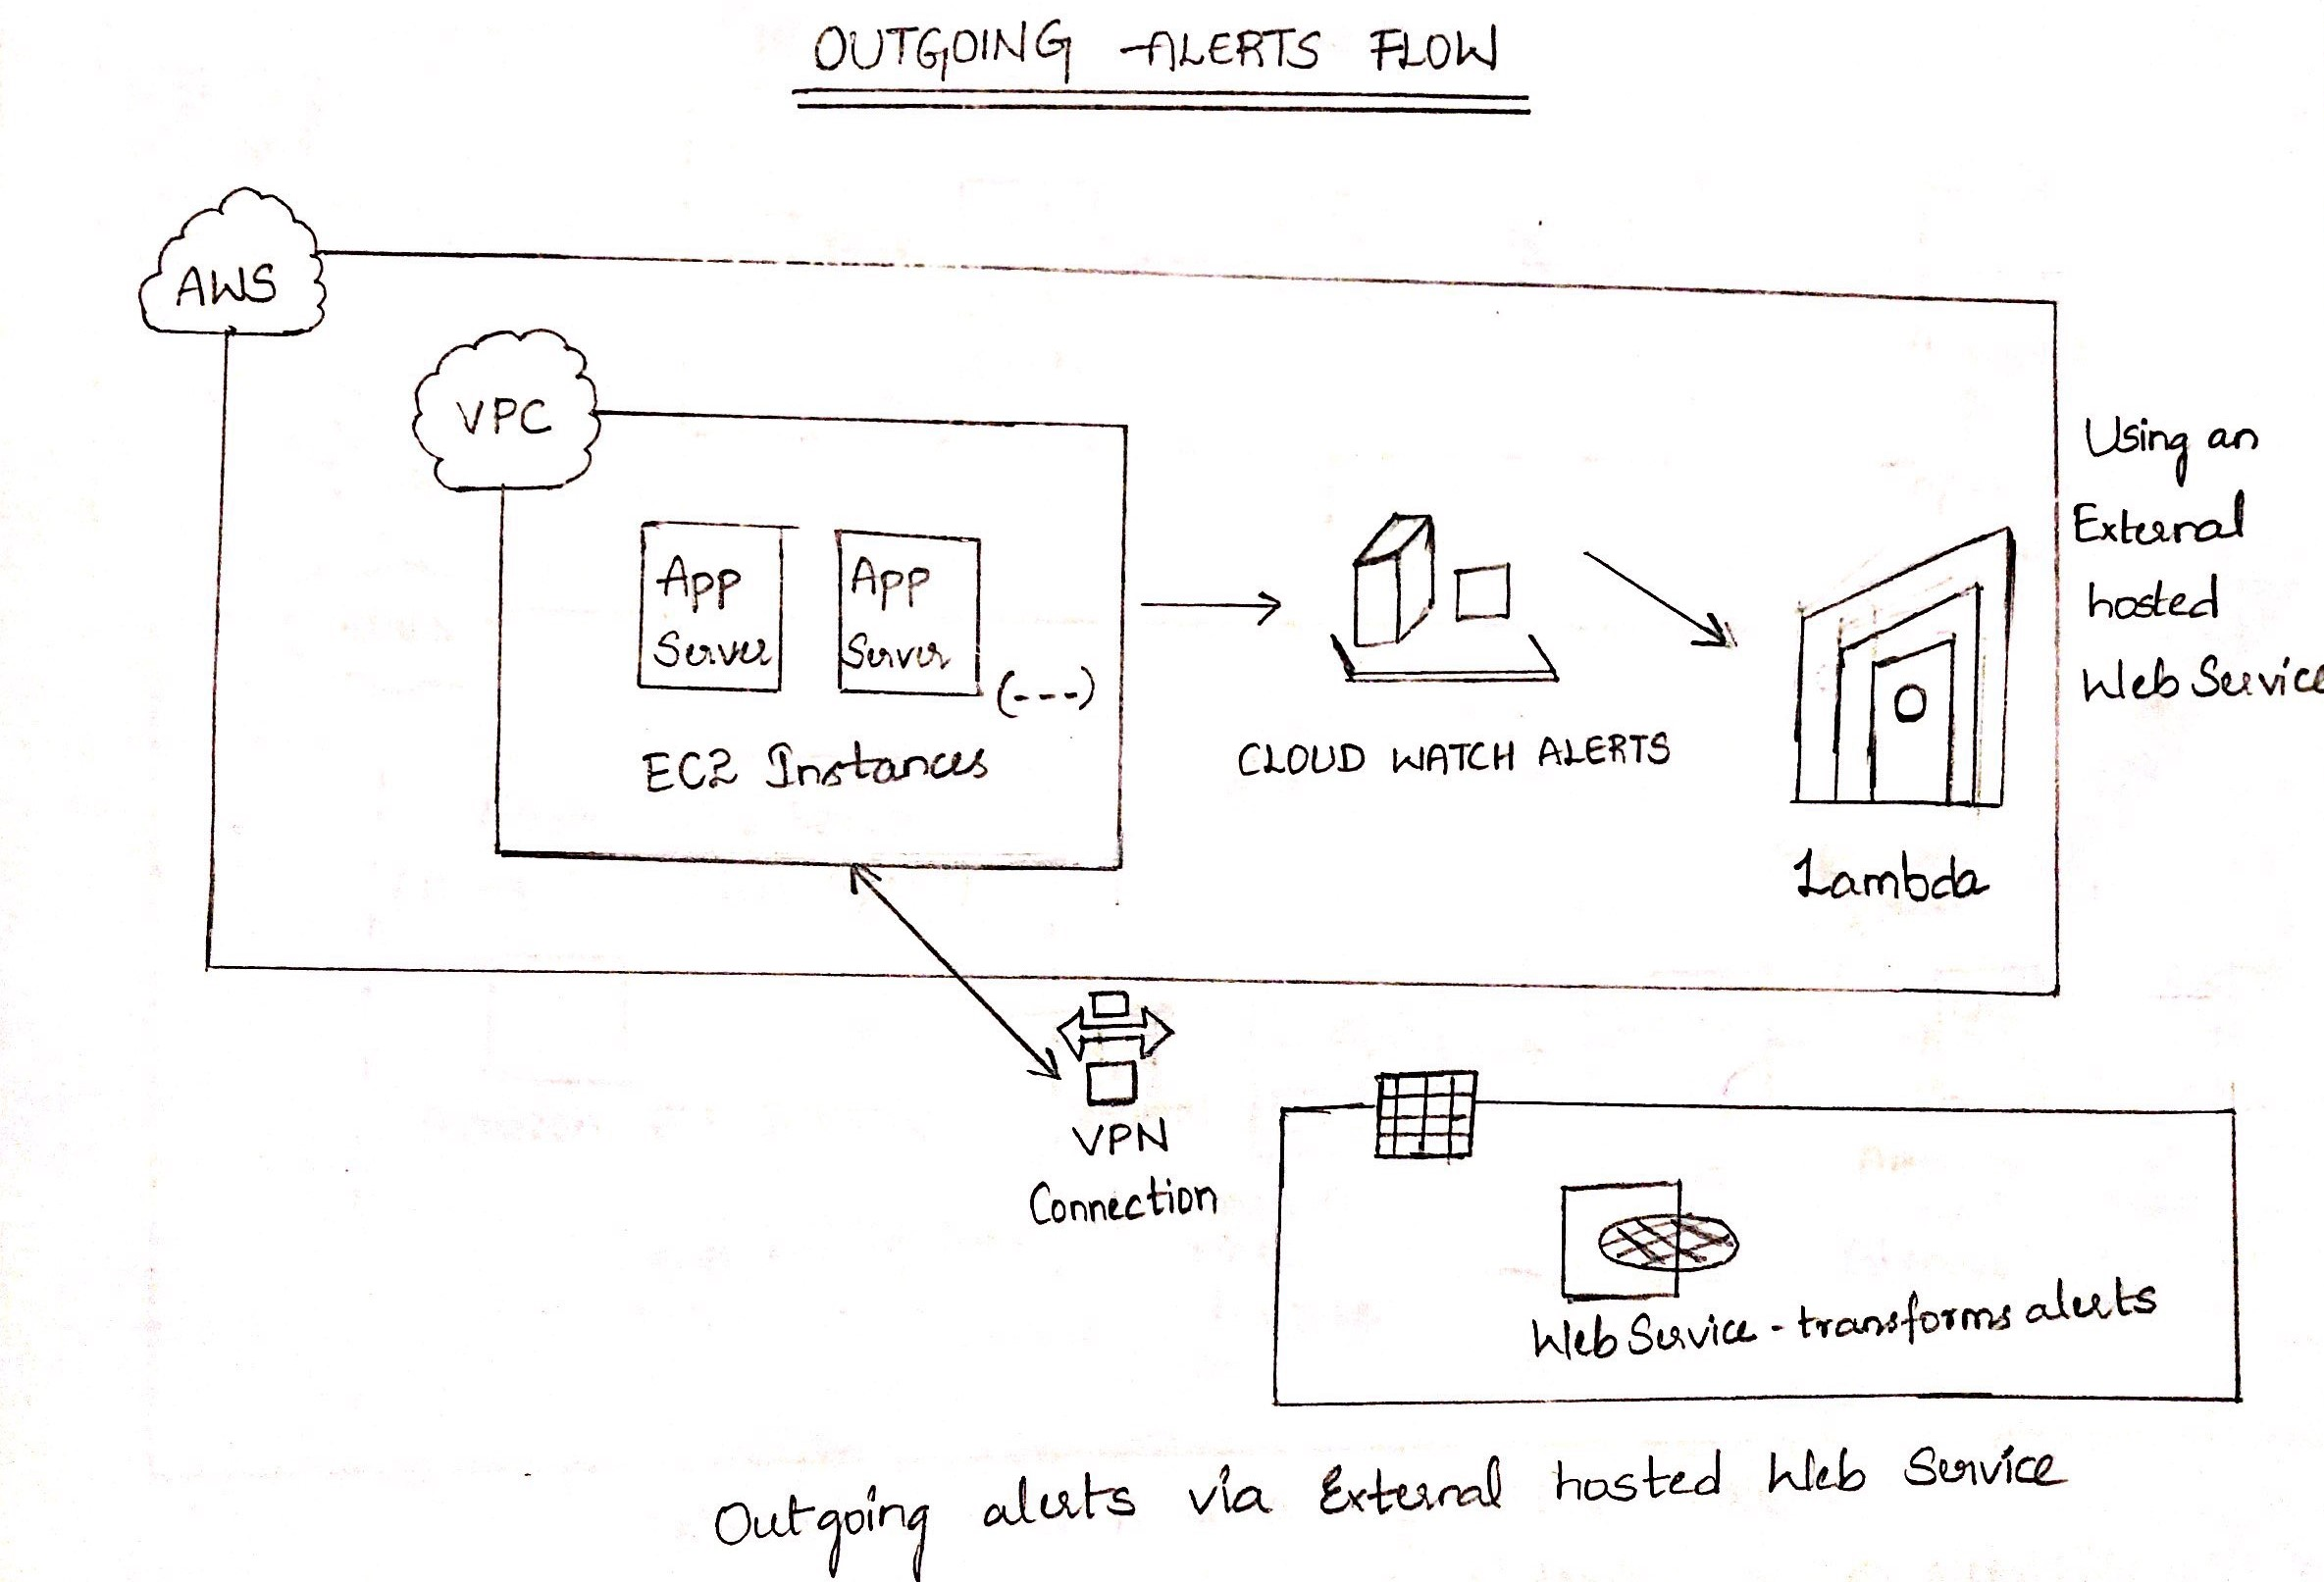 OUTGOING ALERTS FLOW
AWS
VPC
App
Server
App
Server
(---)
EC2 Instances
CLOUD WATCH ALERTS
Lambda
Using an
External
hosted
Web Service
VPN
Connection
Web Service - transforms alerts
Outgoing alerts via External hosted Web Service